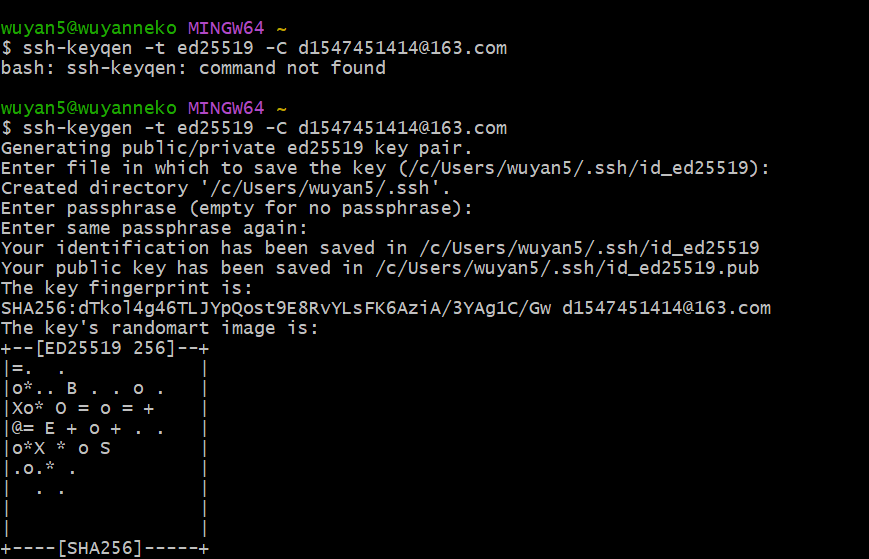 wuyan5@wuyanneko MINGW64 ~
$ ssh-keyqen -t ed25519 -C d1547451414@163.com
bash: ssh-keyqen: command not found
wuyan5@wuyanneko MINGW64 ~
$ ssh-keygen -t ed25519 -C d1547451414@163.com
Generating public/private ed25519 key pair.
Enter file in which to save the key (/c/Users/wuyan5/.ssh/id_ed25519):
Created directory '/c/Users/wuyan5/.ssh'.
Enter passphrase (empty for no passphrase):
Enter same passphrase again:
Your identification has been saved in /c/Users/wuyan5/.ssh/id_ed25519
Your public key has been saved in /c/Users/wuyan5/.ssh/id_ed25519.pub
The key fingerprint is:
SHA256:dTkol4g46TLJYpQost9E8RvYLsFK6AziA/3YAg1C/Gw d1547451414@163.com
The key's randomart image is:
+--[ED25519 256]--+
|=.  .            |
|o*.. B . . o .   |
|Xo* O = o = +    |
|@= E + o + . .   |
|o*X * o S        |
|.o.* .           |
|  . .            |
|                 |
|                 |
+----[SHA256]-----+